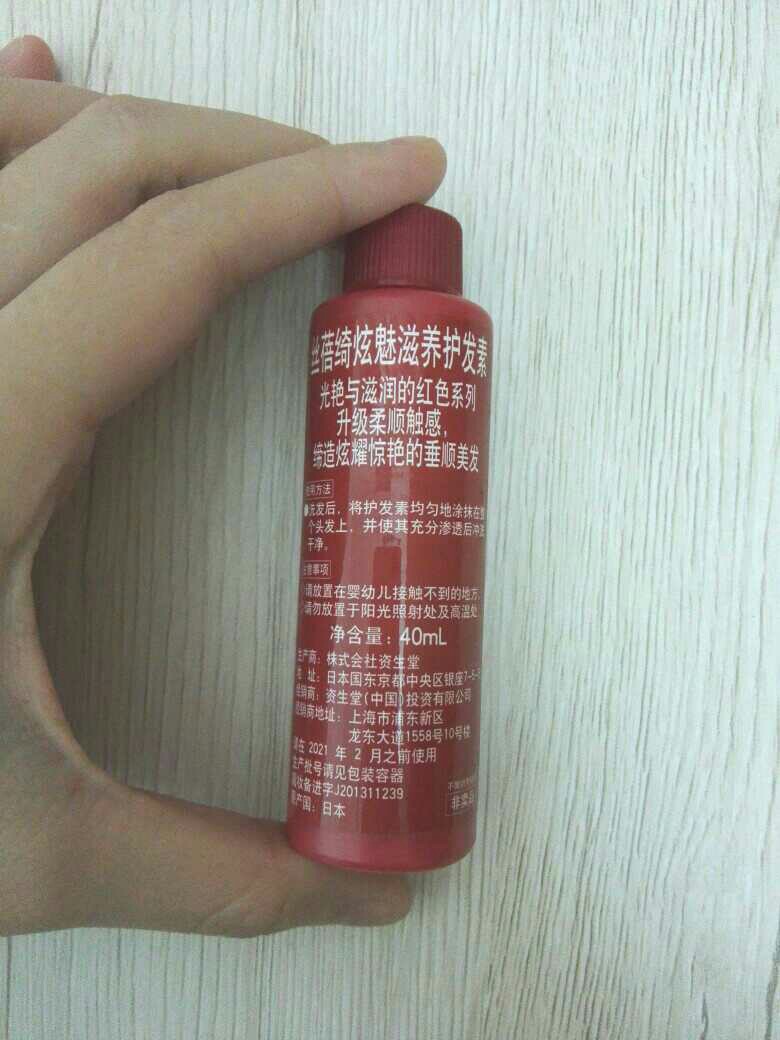 丝蓓绮炫魅滋养护发素
光艳与滋润的红色系列
升级柔顺触感，
缔造炫耀惊艳的垂顺美发
使用方法
●洗发后，将护发素均匀地涂抹在整
个头发上，并使其充分渗透后冲洗
干净。
注意事项
请放置在婴幼儿接触不到的地方。
请勿放置于阳光照射处及高温处
净含量：40mL
生产商：株式会社资生堂
地 址：日本国东京都中央区银座7-5-5
经销商：资生堂(中国)投资有限公司
经销商地址：上海市浦东新区
龙东大道1558号10号楼
请在 2021 年 2 月之前使用
生产批号请见包装容器
国妆备进字J201311239
原产国：日本
非卖品